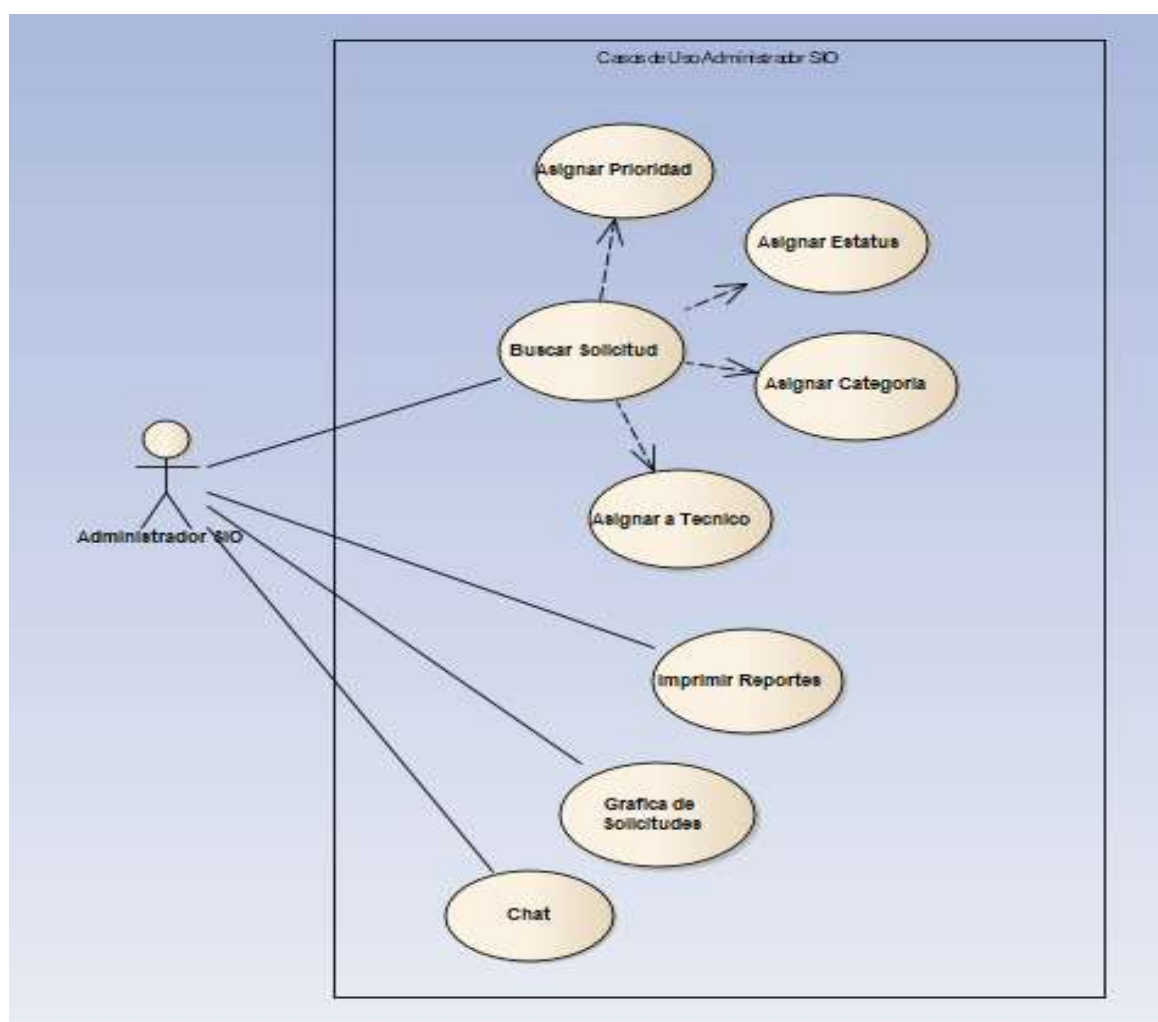 Casos de Uso Administrador SIO
Asignar Prioridad
Asignar Estatus
Buscar Solicitud
Asignar Categoria
Asignar a Tecnico
Administrador SIO
Imprimir Reportes
Grafica de
Solicitudes
Chat